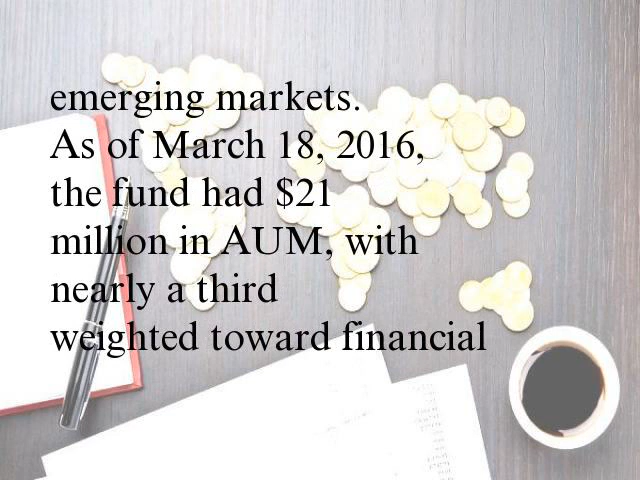 emerging markets.
As of March 18, 2016,
the fund had $21
million in AUM, with
nearly a third
weighted toward financial